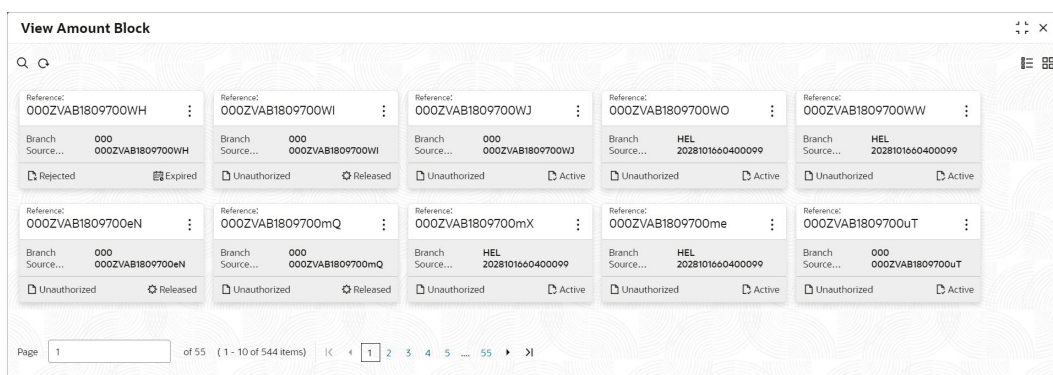 View Amount Block
Reference:
000ZVAB1809700WH
Branch 000
Source... 000ZVAB1809700WH
Rejected Expired
Reference:
000ZVAB1809700WI
Branch 000
Source... 000ZVAB1809700WI
Unauthorized Released
Reference:
000ZVAB1809700WJ
Branch 000
Source... 000ZVAB1809700WJ
Unauthorized Active
Reference:
000ZVAB1809700WO
Branch HEL
Source... 2028101660400099
Unauthorized Active
Reference:
000ZVAB1809700WW
Branch HEL
Source... 2028101660400099
Unauthorized Active
Reference:
000ZVAB1809700eN
Branch 000
Source... 000ZVAB1809700eN
Unauthorized Released
Reference:
000ZVAB1809700mQ
Branch 000
Source... 000ZVAB1809700mQ
Unauthorized Released
Reference:
000ZVAB1809700mX
Branch HEL
Source... 2028101660400099
Unauthorized Active
Reference:
000ZVAB1809700me
Branch HEL
Source... 2028101660400099
Unauthorized Active
Reference:
000ZVAB1809700uT
Branch 000
Source... 000ZVAB1809700uT
Unauthorized Active
Page 1 of 55 ( 1 - 10 of 544 items) 1 2 3 4 5 .... 55